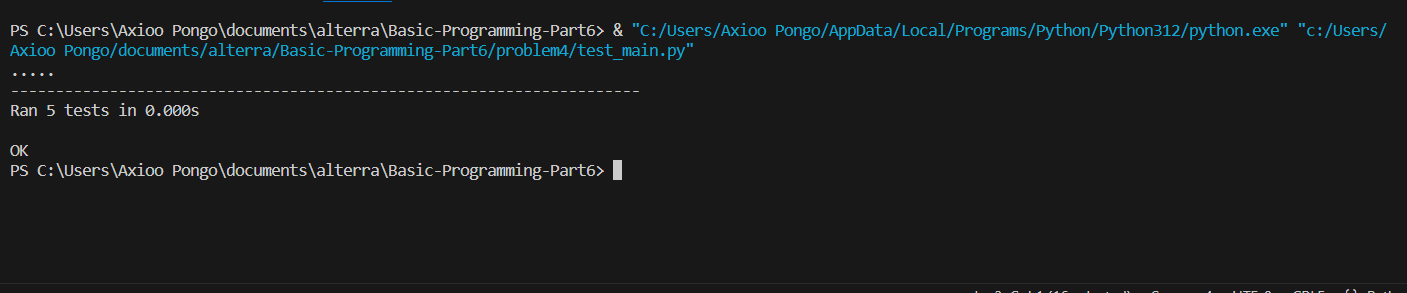 PS C:\Users\Axioo Pongo\documents\alterra\Basic-Programming-Part6> & "C:/Users/Axioo Pongo/AppData/Local/Programs/Python/Python312/python.exe" "c:/Users/
Axioo Pongo/documents/alterra/Basic-Programming-Part6/problem4/test_main.py"
.....
----------------------------------------------------------------------
Ran 5 tests in 0.000s
OK
PS C:\Users\Axioo Pongo\documents\alterra\Basic-Programming-Part6>